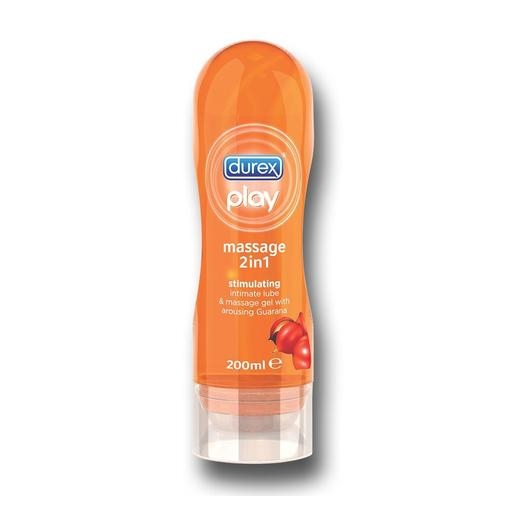 durex
play
massage
2in1
stimulating
intimate lube
& massage gel with
arousing Guarana
200ml ℮